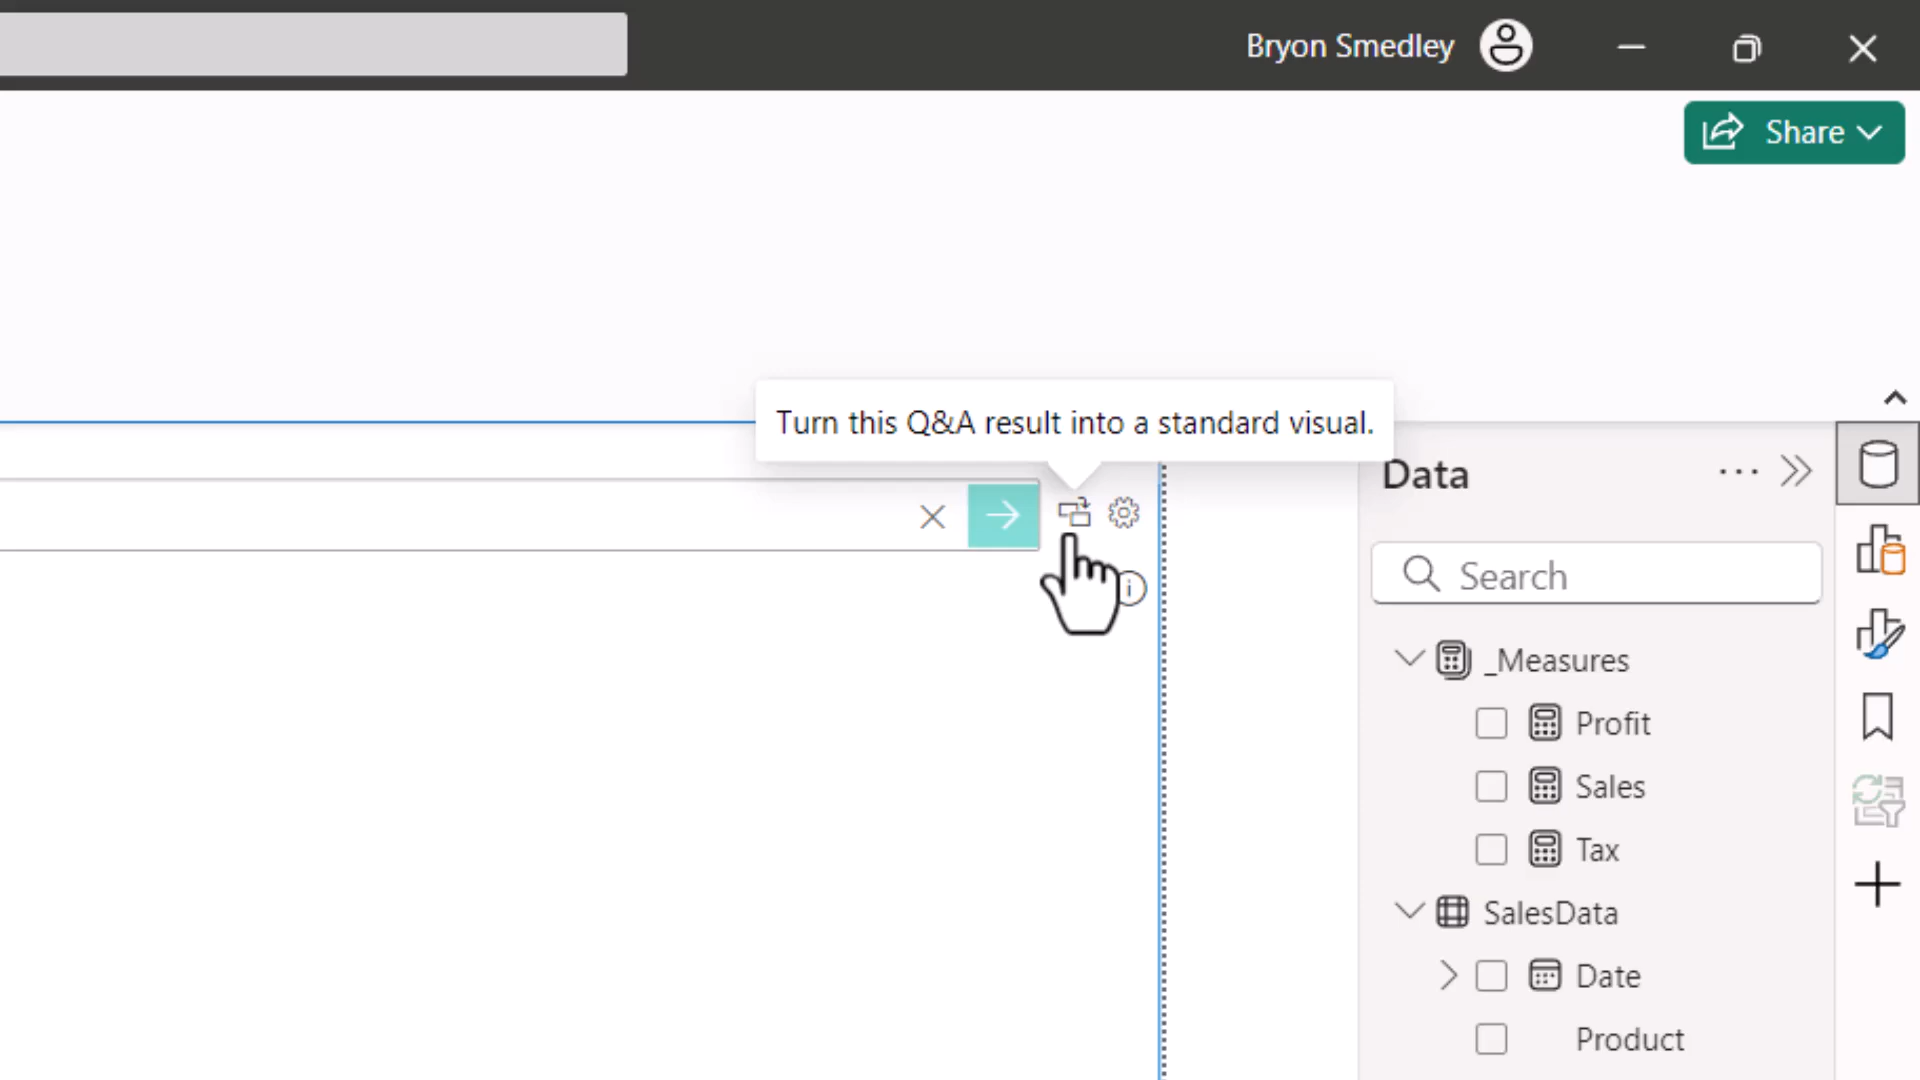 Bryon Smedley
Share
Turn this Q&A result into a standard visual.
Data
Search
_Measures
Profit
Sales
Tax
SalesData
Date
Product